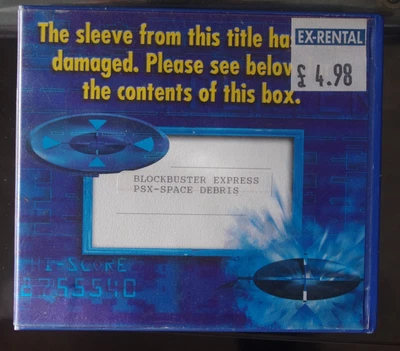 The sleeve from this title ha
damaged. Please see below
the contents of this box.
EX-RENTAL
£ 4.98
BLOCKBUSTER EXPRESS
PSX-SPACE DEBRIS
HI-SCORE